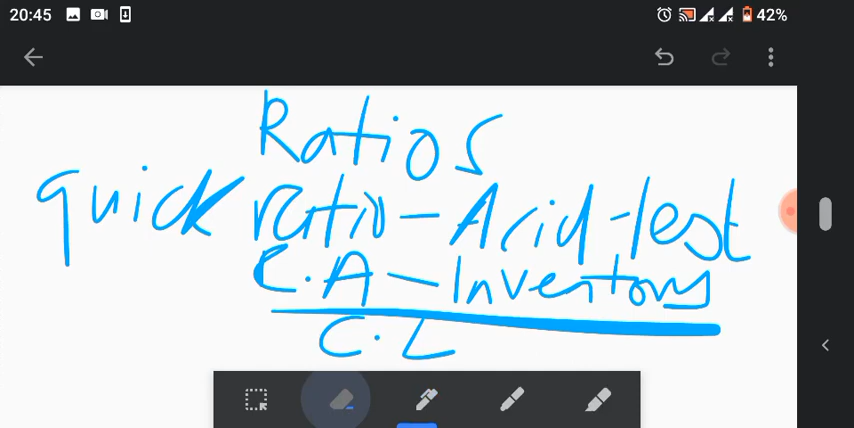 20:45 42%
Ratios
quick ratio - Acid-test
C.A - Inventory
C.L